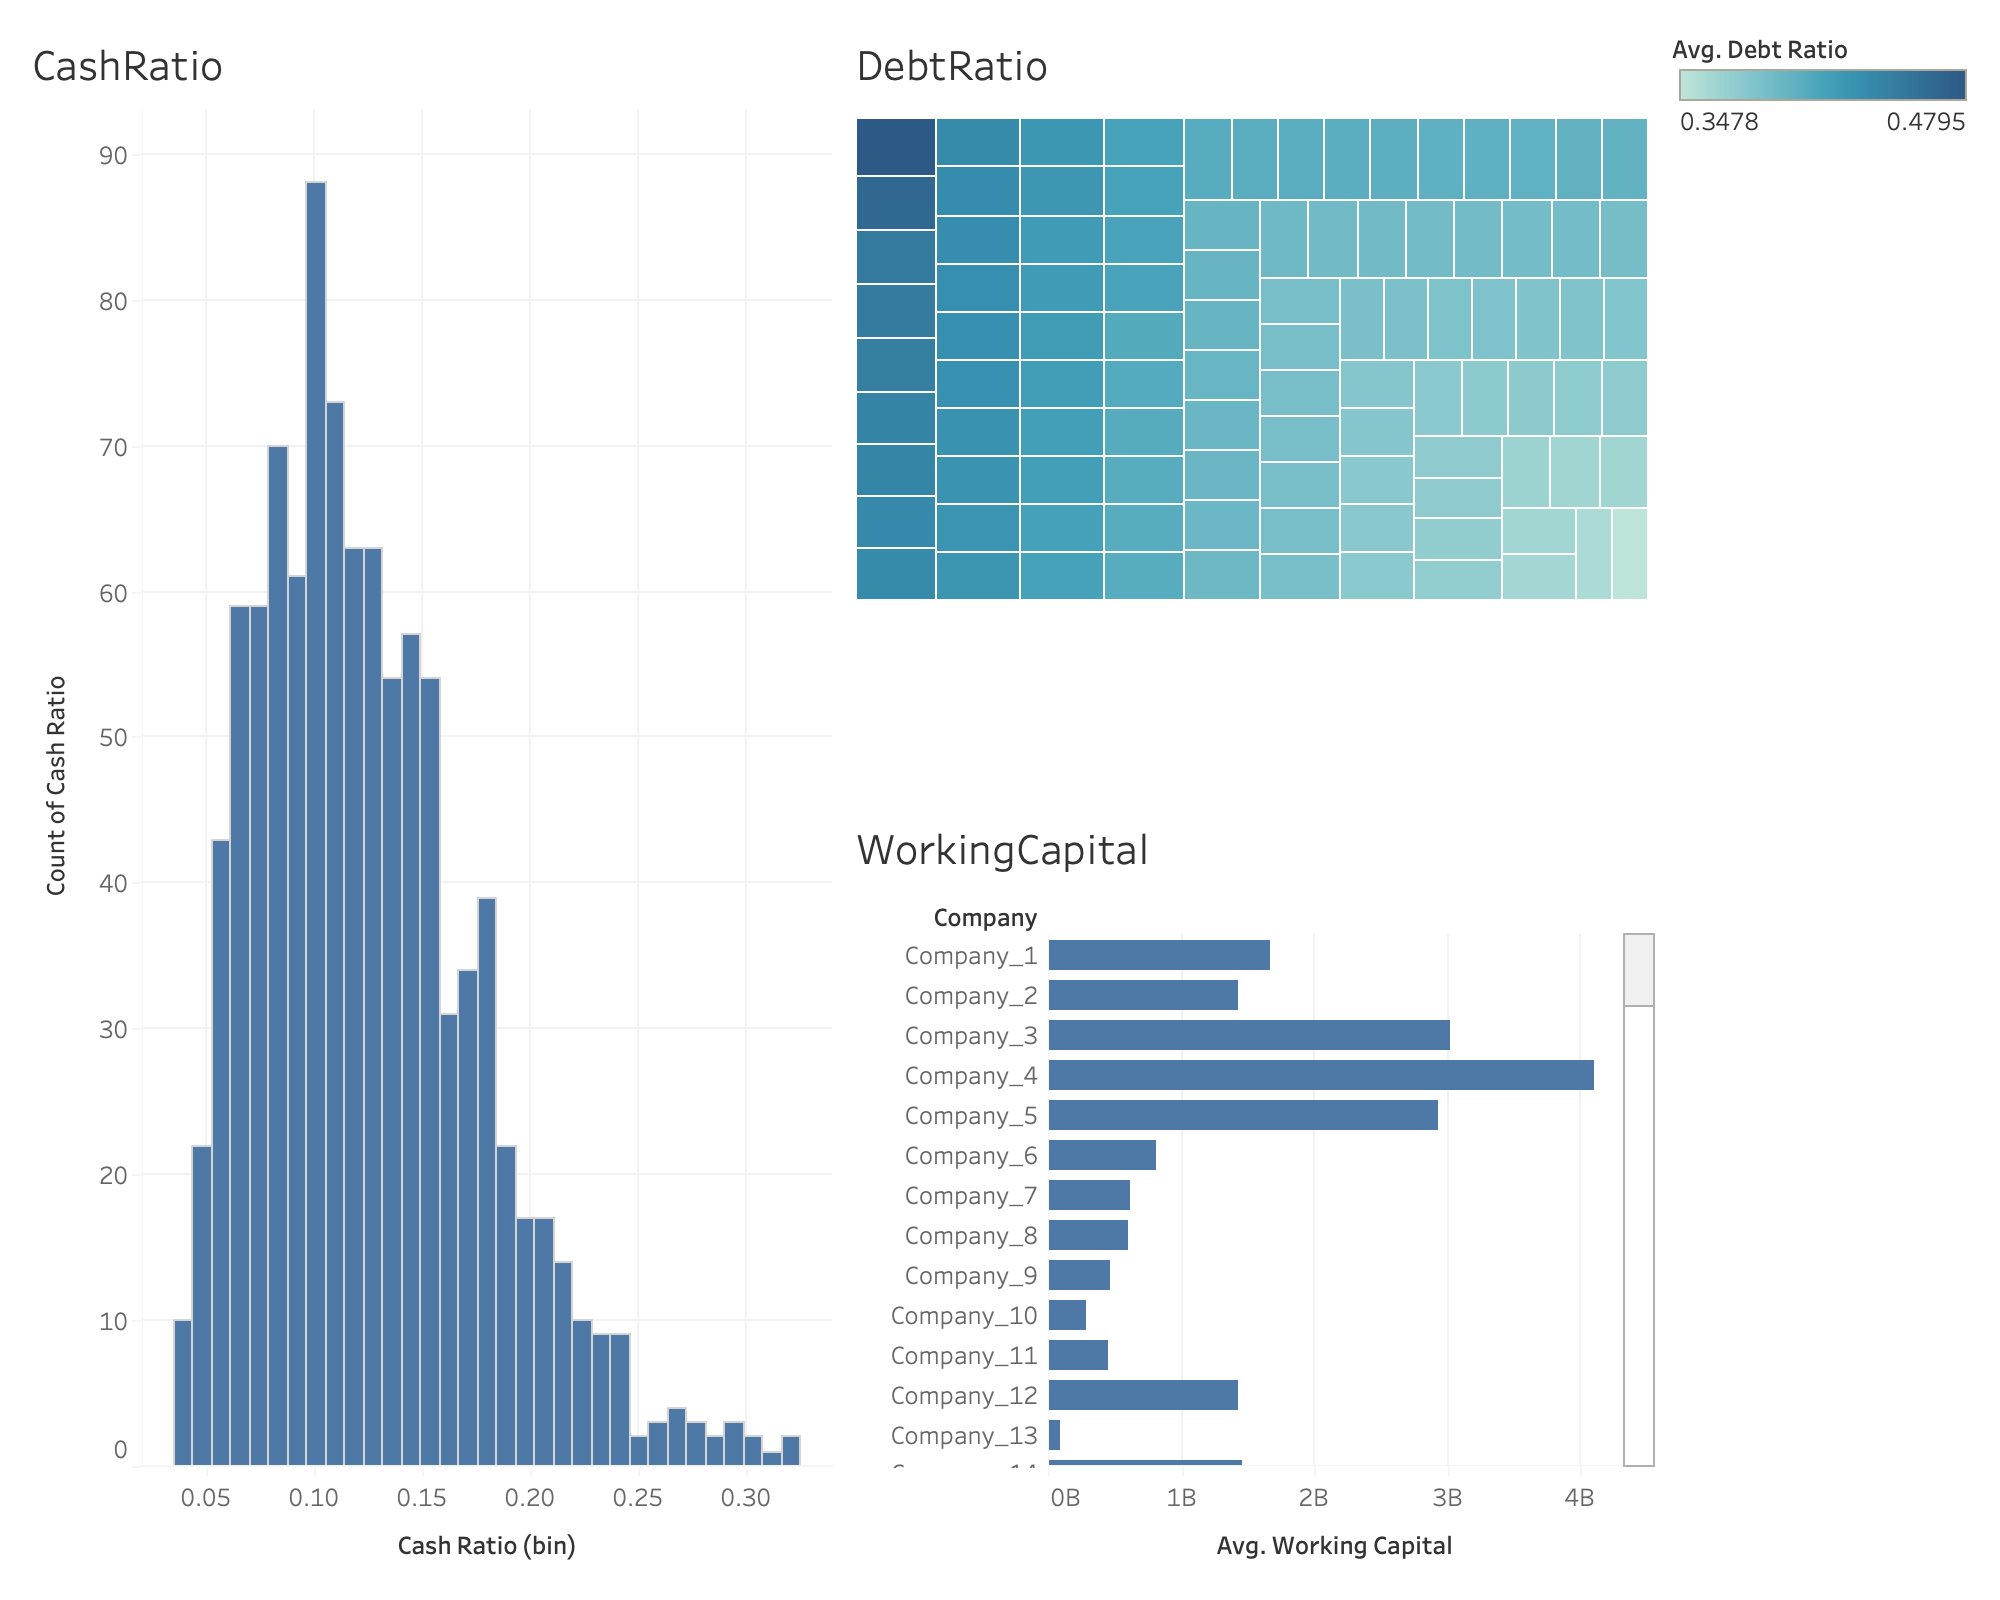 CashRatio
90
80
70
60
50
40
30
20
10
0
Count of Cash Ratio
0.05 0.10 0.15 0.20 0.25 0.30
Cash Ratio (bin)
DebtRatio
Avg. Debt Ratio
0.3478 0.4795
WorkingCapital
Company
Company_1
Company_2
Company_3
Company_4
Company_5
Company_6
Company_7
Company_8
Company_9
Company_10
Company_11
Company_12
Company_13
0B 1B 2B 3B 4B
Avg. Working Capital